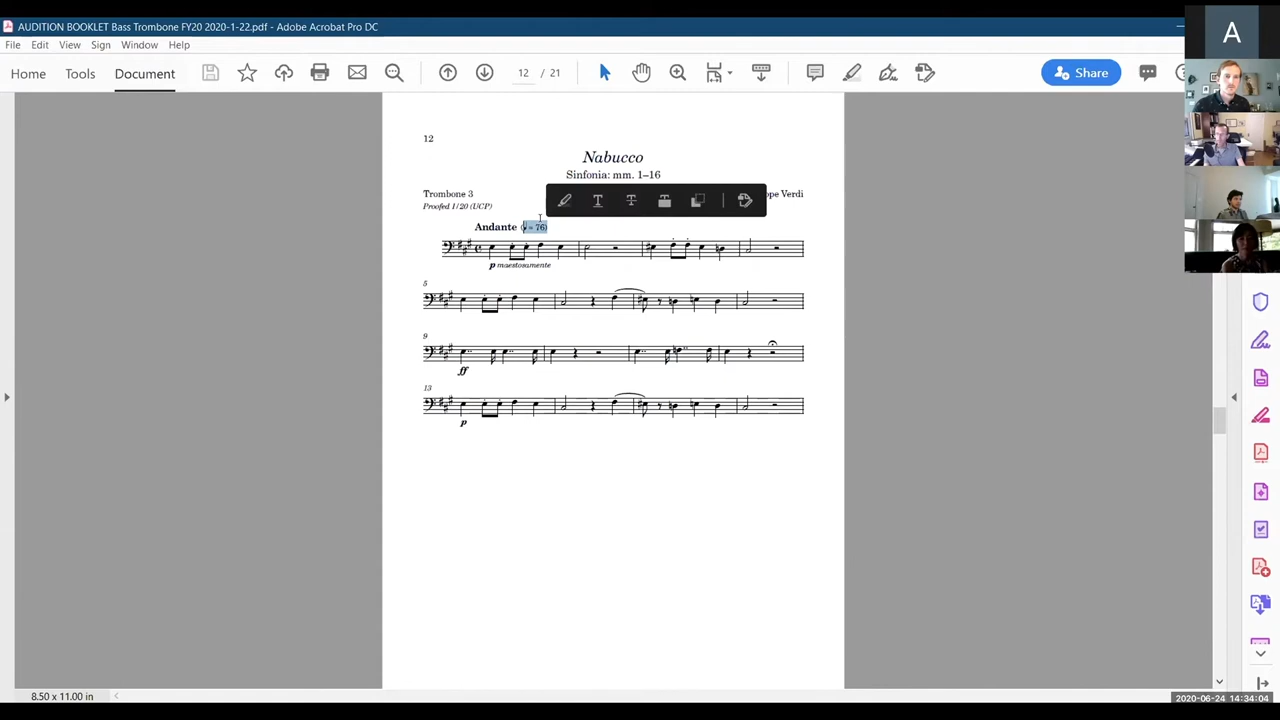 AUDITION BOOKLET Bass Trombone FY20 2020-1-22.pdf - Adobe Acrobat Pro DC
File Edit View Sign Window Help
Home Tools Document 12 / 21 Share
A
12
Nabucco
Sinfonia: mm. 1–16
Trombone 3
ope Verdi
Proofed 1/20 (UCP)
Andante (♩ = 76)
p maestosamente
5
9
ff
13
p
8.50 x 11.00 in
2020-06-24 14:34:04